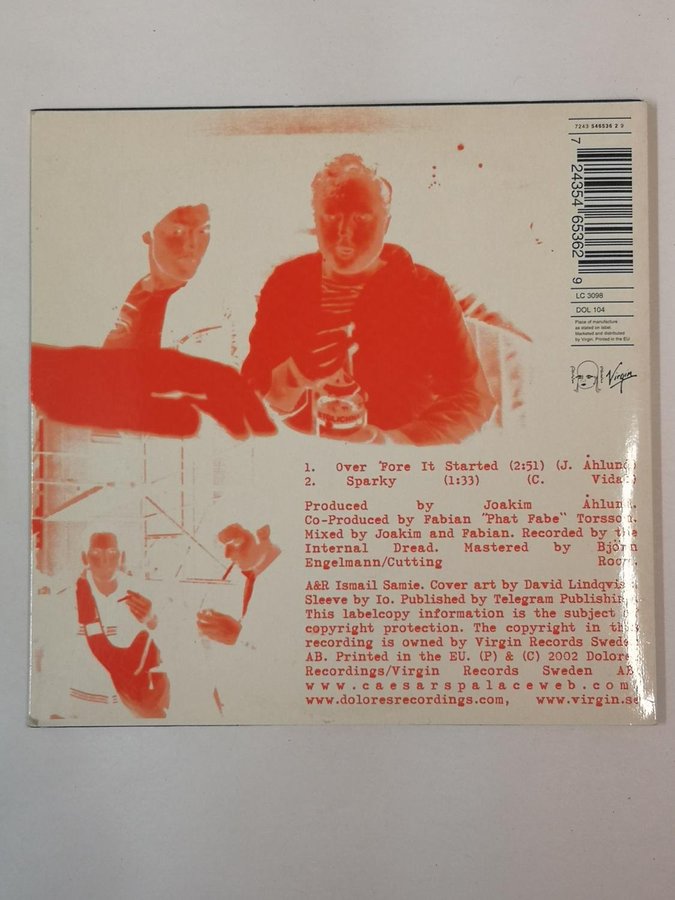 7243 546536 2 9
7 24354 65362 9
LC 3098
DOL 104
Place of manufacture
as stated on label.
Marketed and distributed
by Virgin. Printed in the EU
Virgin
1. Over 'Fore It Started (2:51) (J. Åhlund)
2. Sparky (1:33) (C. Vidal)
Produced by Joakim Åhlund.
Co-Produced by Fabian "Phat Fabe" Torsson.
Mixed by Joakim and Fabian. Recorded by the
Internal Dread. Mastered by Björn
Engelmann/Cutting Room.
A&R Ismail Samie. Cover art by David Lindqvist
Sleeve by Io. Published by Telegram Publishing.
This labelcopy information is the subject of
copyright protection. The copyright in this
recording is owned by Virgin Records Sweden
AB. Printed in the EU. (P) & (C) 2002 Dolores
Recordings/Virgin Records Sweden AB.
www.caesarspalaceweb.com,
www.doloresrecordings.com, www.virgin.se